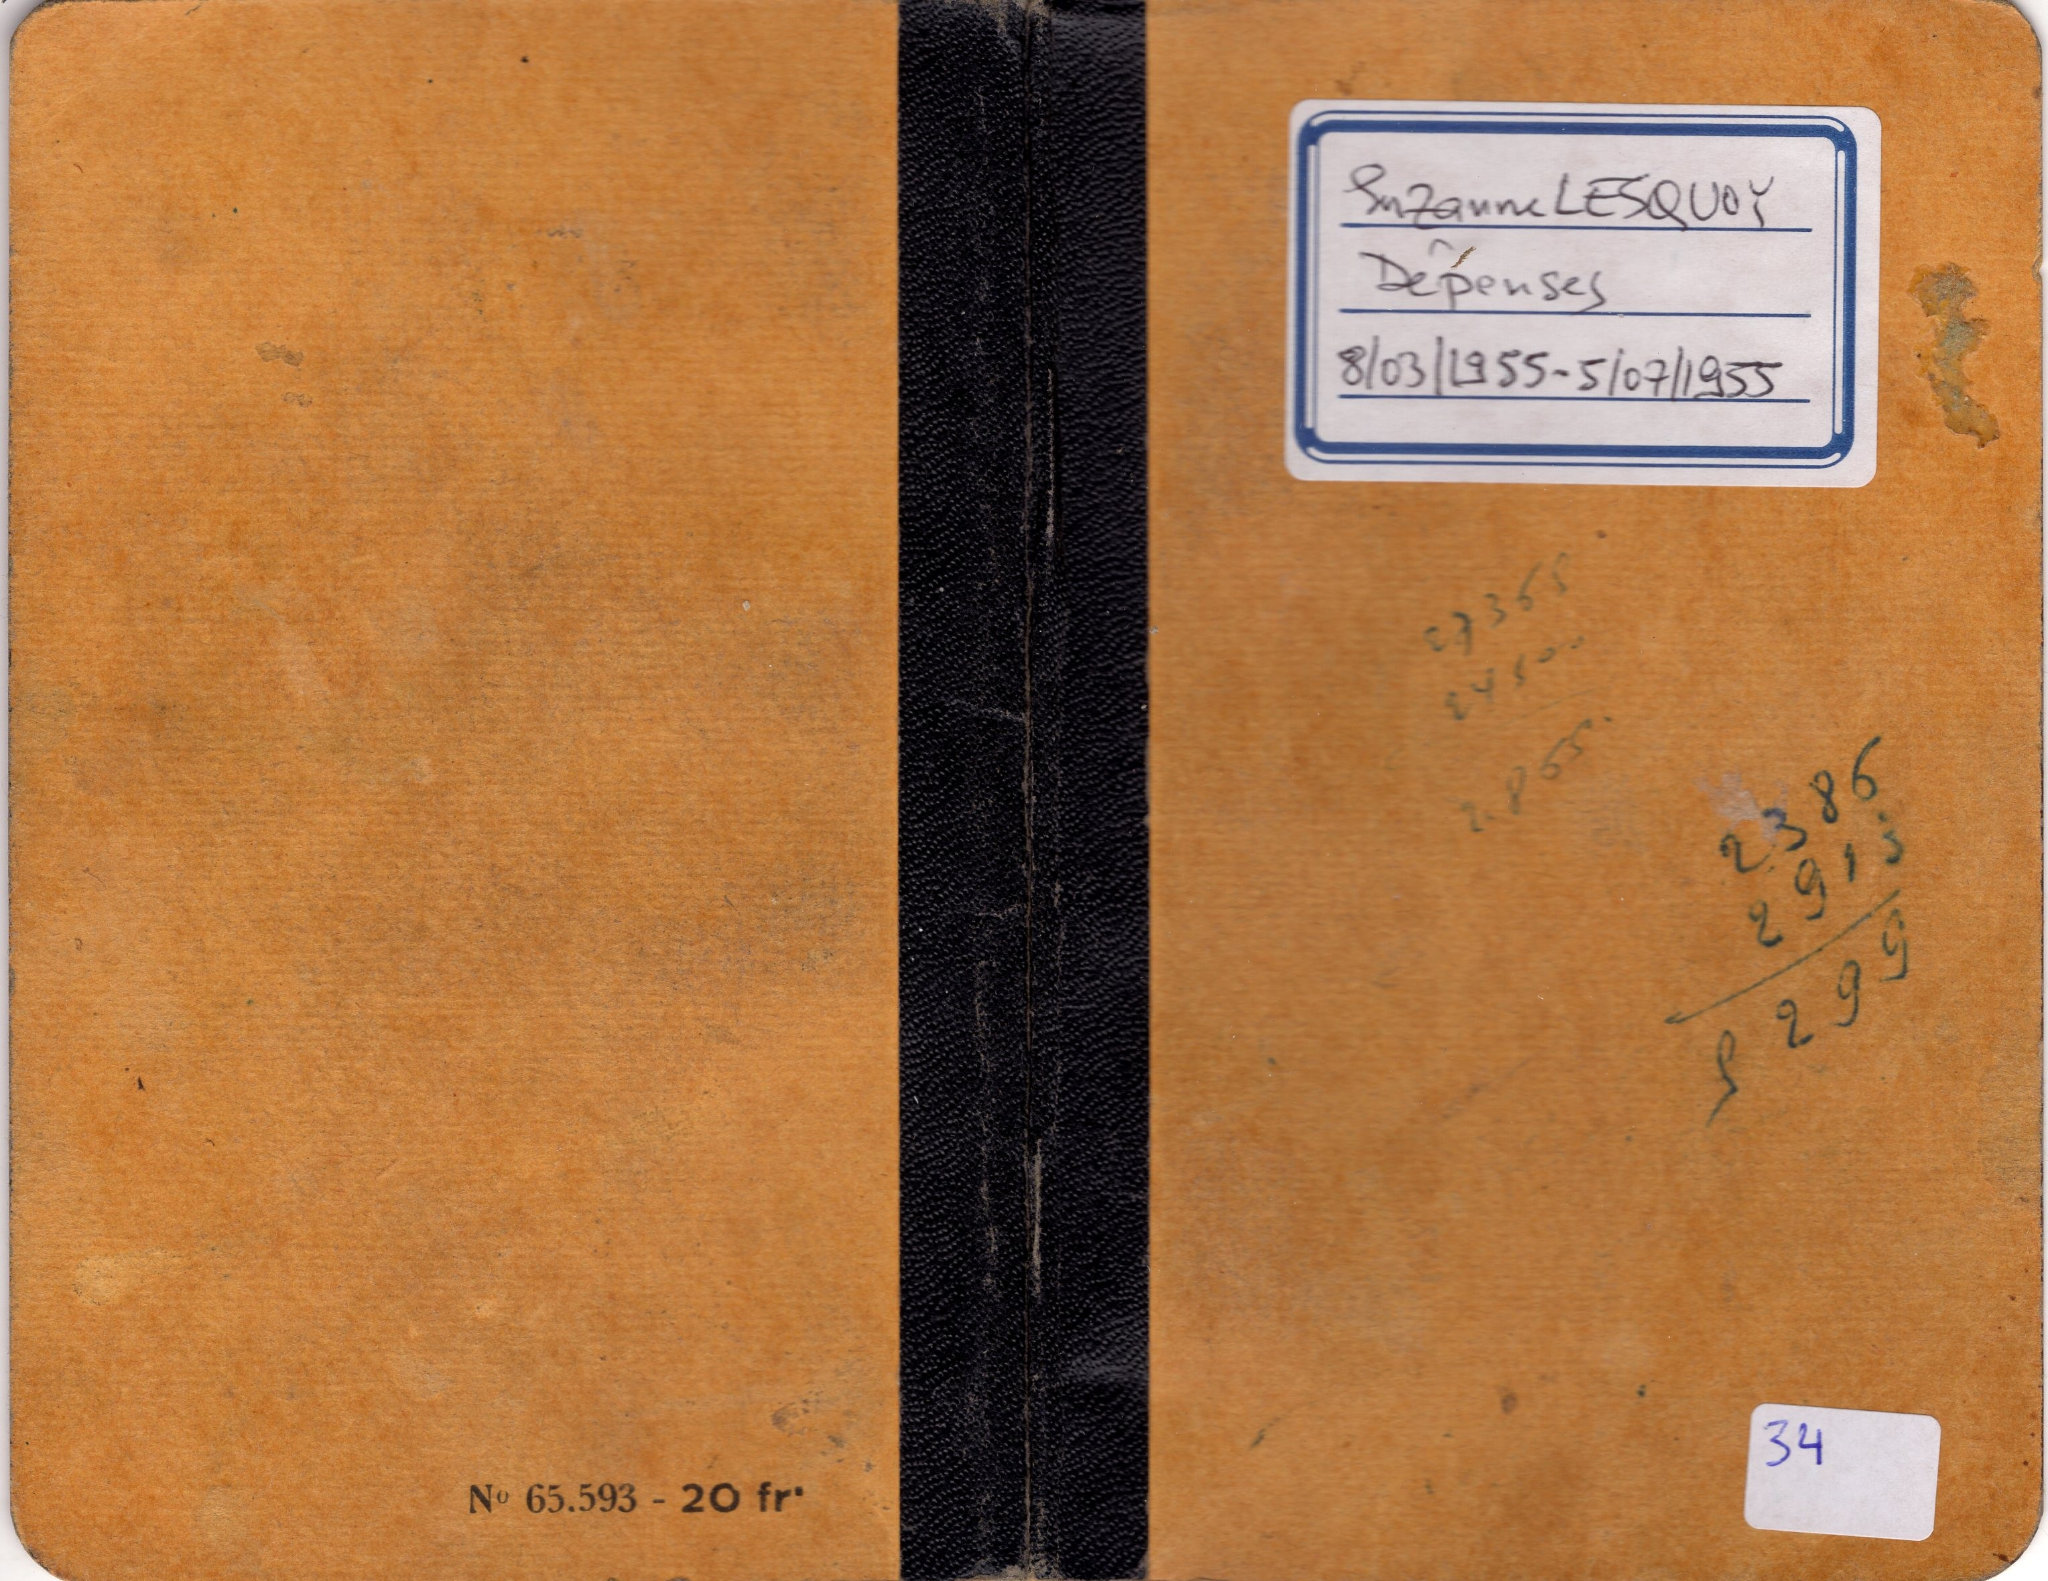 Suzanne LESQUOY
Dépenses
8/03/1955-5/07/1955
27365
24500
2865
2386
2913
5299
34
Nº 65.593 - 20 fr.